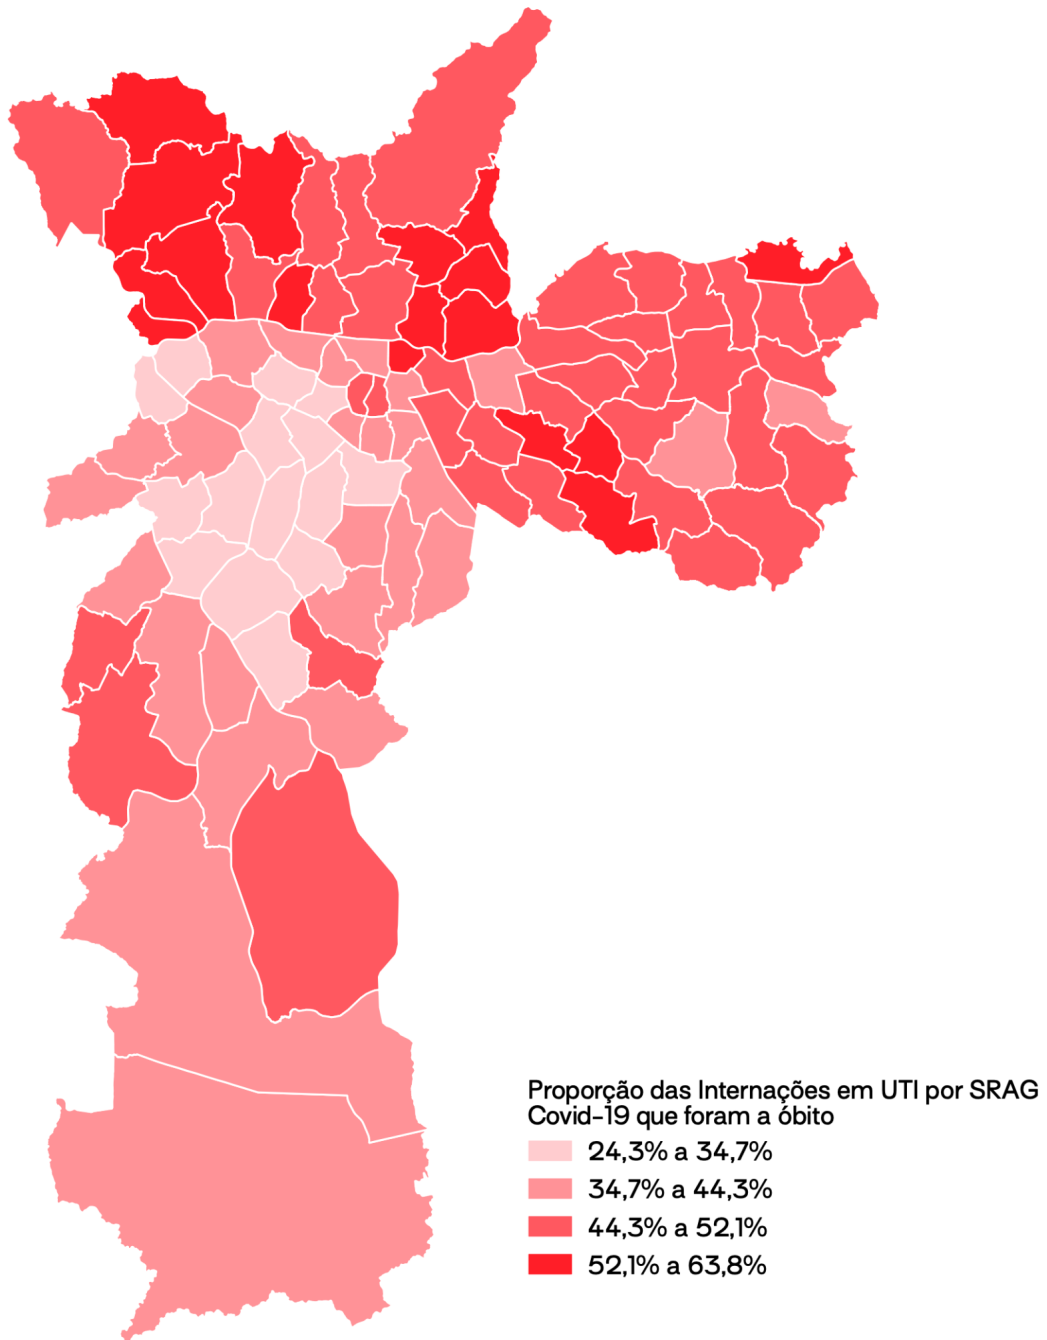 Proporção das Internações em UTI por SRAG
Covid-19 que foram a óbito
24,3% a 34,7%
34,7% a 44,3%
44,3% a 52,1%
52,1% a 63,8%